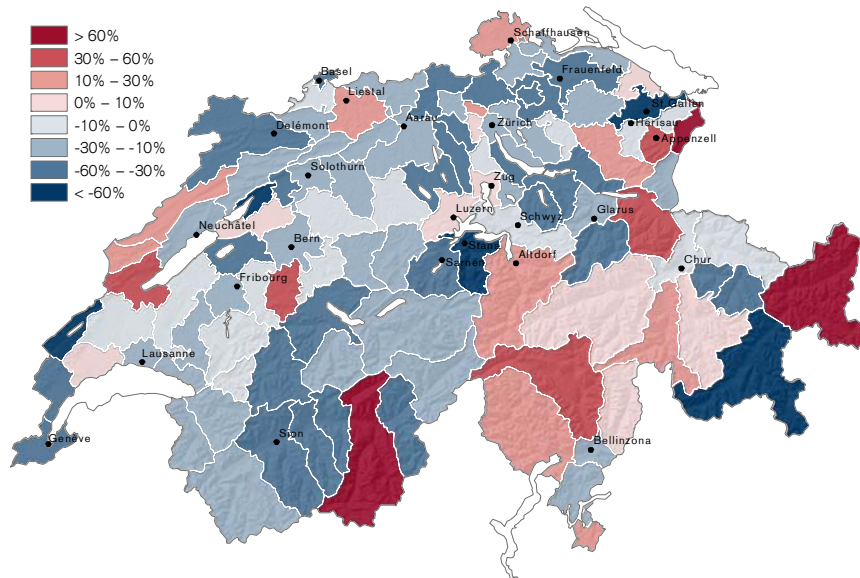 > 60%
30% – 60%
10% – 30%
0% – 10%
-10% – 0%
-30% – -10%
-60% – -30%
< -60%
Schaffhausen
Basel
Frauenfeld
Liestal
St.Gallen
Delémont
Aarau
Zürich
Herisau
Appenzell
Solothurn
Zug
Luzern
Glarus
Neuchâtel
Schwyz
Bern
Stans
Sarnen
Altdorf
Chur
Fribourg
Lausanne
Sion
Genève
Bellinzona